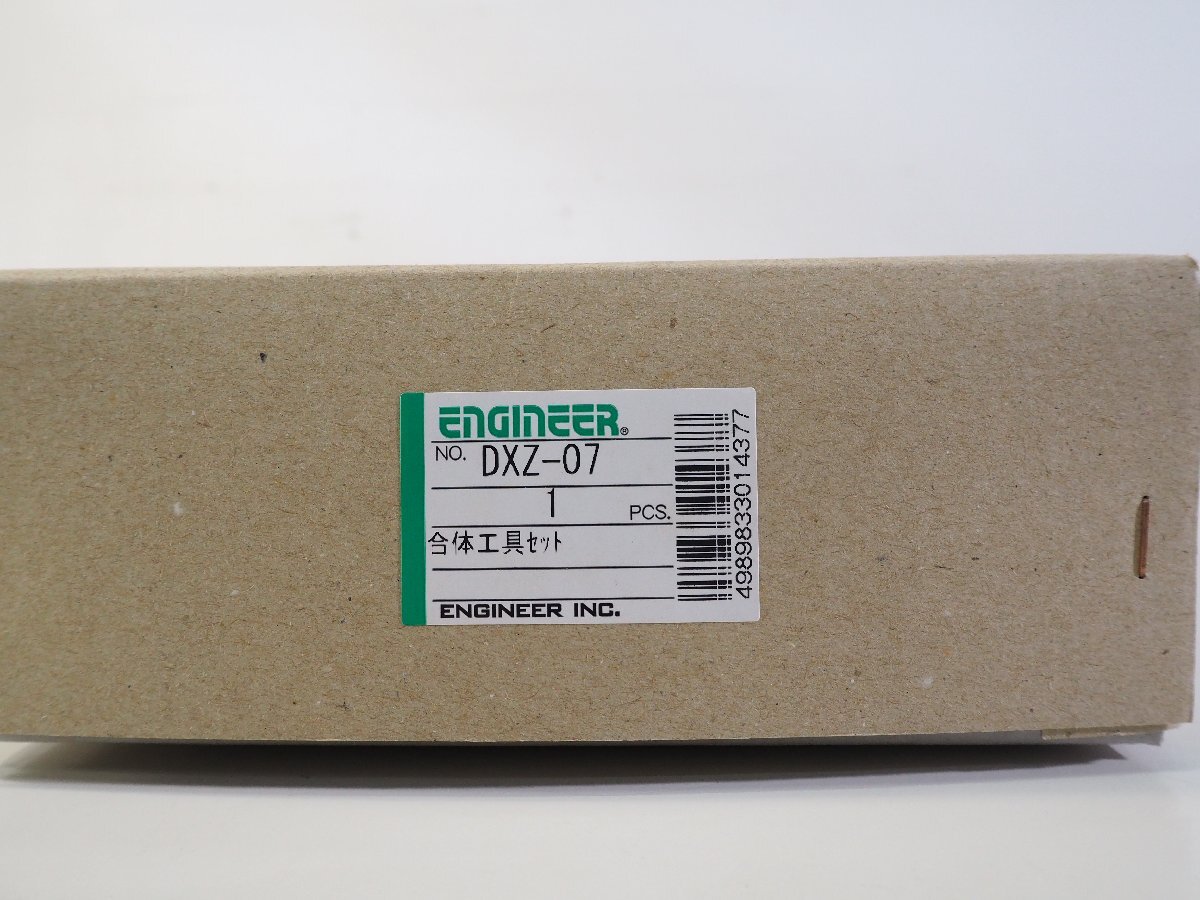 ENGINEER®
NO. DXZ-07
1 PCS.
合体工具ｾｯﾄ
ENGINEER INC.
4989833014377